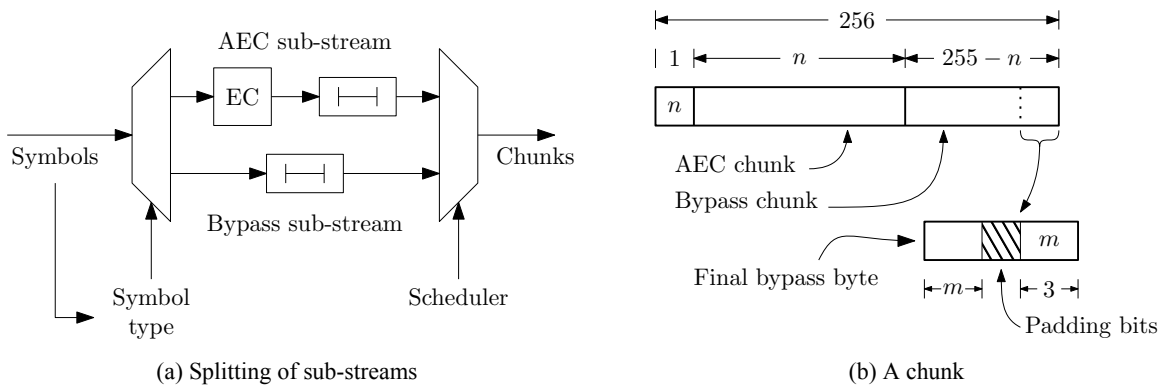 AEC sub-stream
EC
Symbols
Chunks
Bypass sub-stream
Symbol
type
Scheduler
(a) Splitting of sub-streams
256
1 n 255 − n
n
AEC chunk
Bypass chunk
m
Final bypass byte
m 3
Padding bits
(b) A chunk